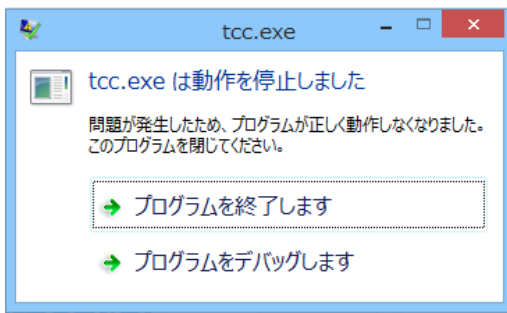 tcc.exe
tcc.exe は動作を停止しました
問題が発生したため、プログラムが正しく動作しなくなりました。
このプログラムを閉じてください。
プログラムを終了します
プログラムをデバッグします